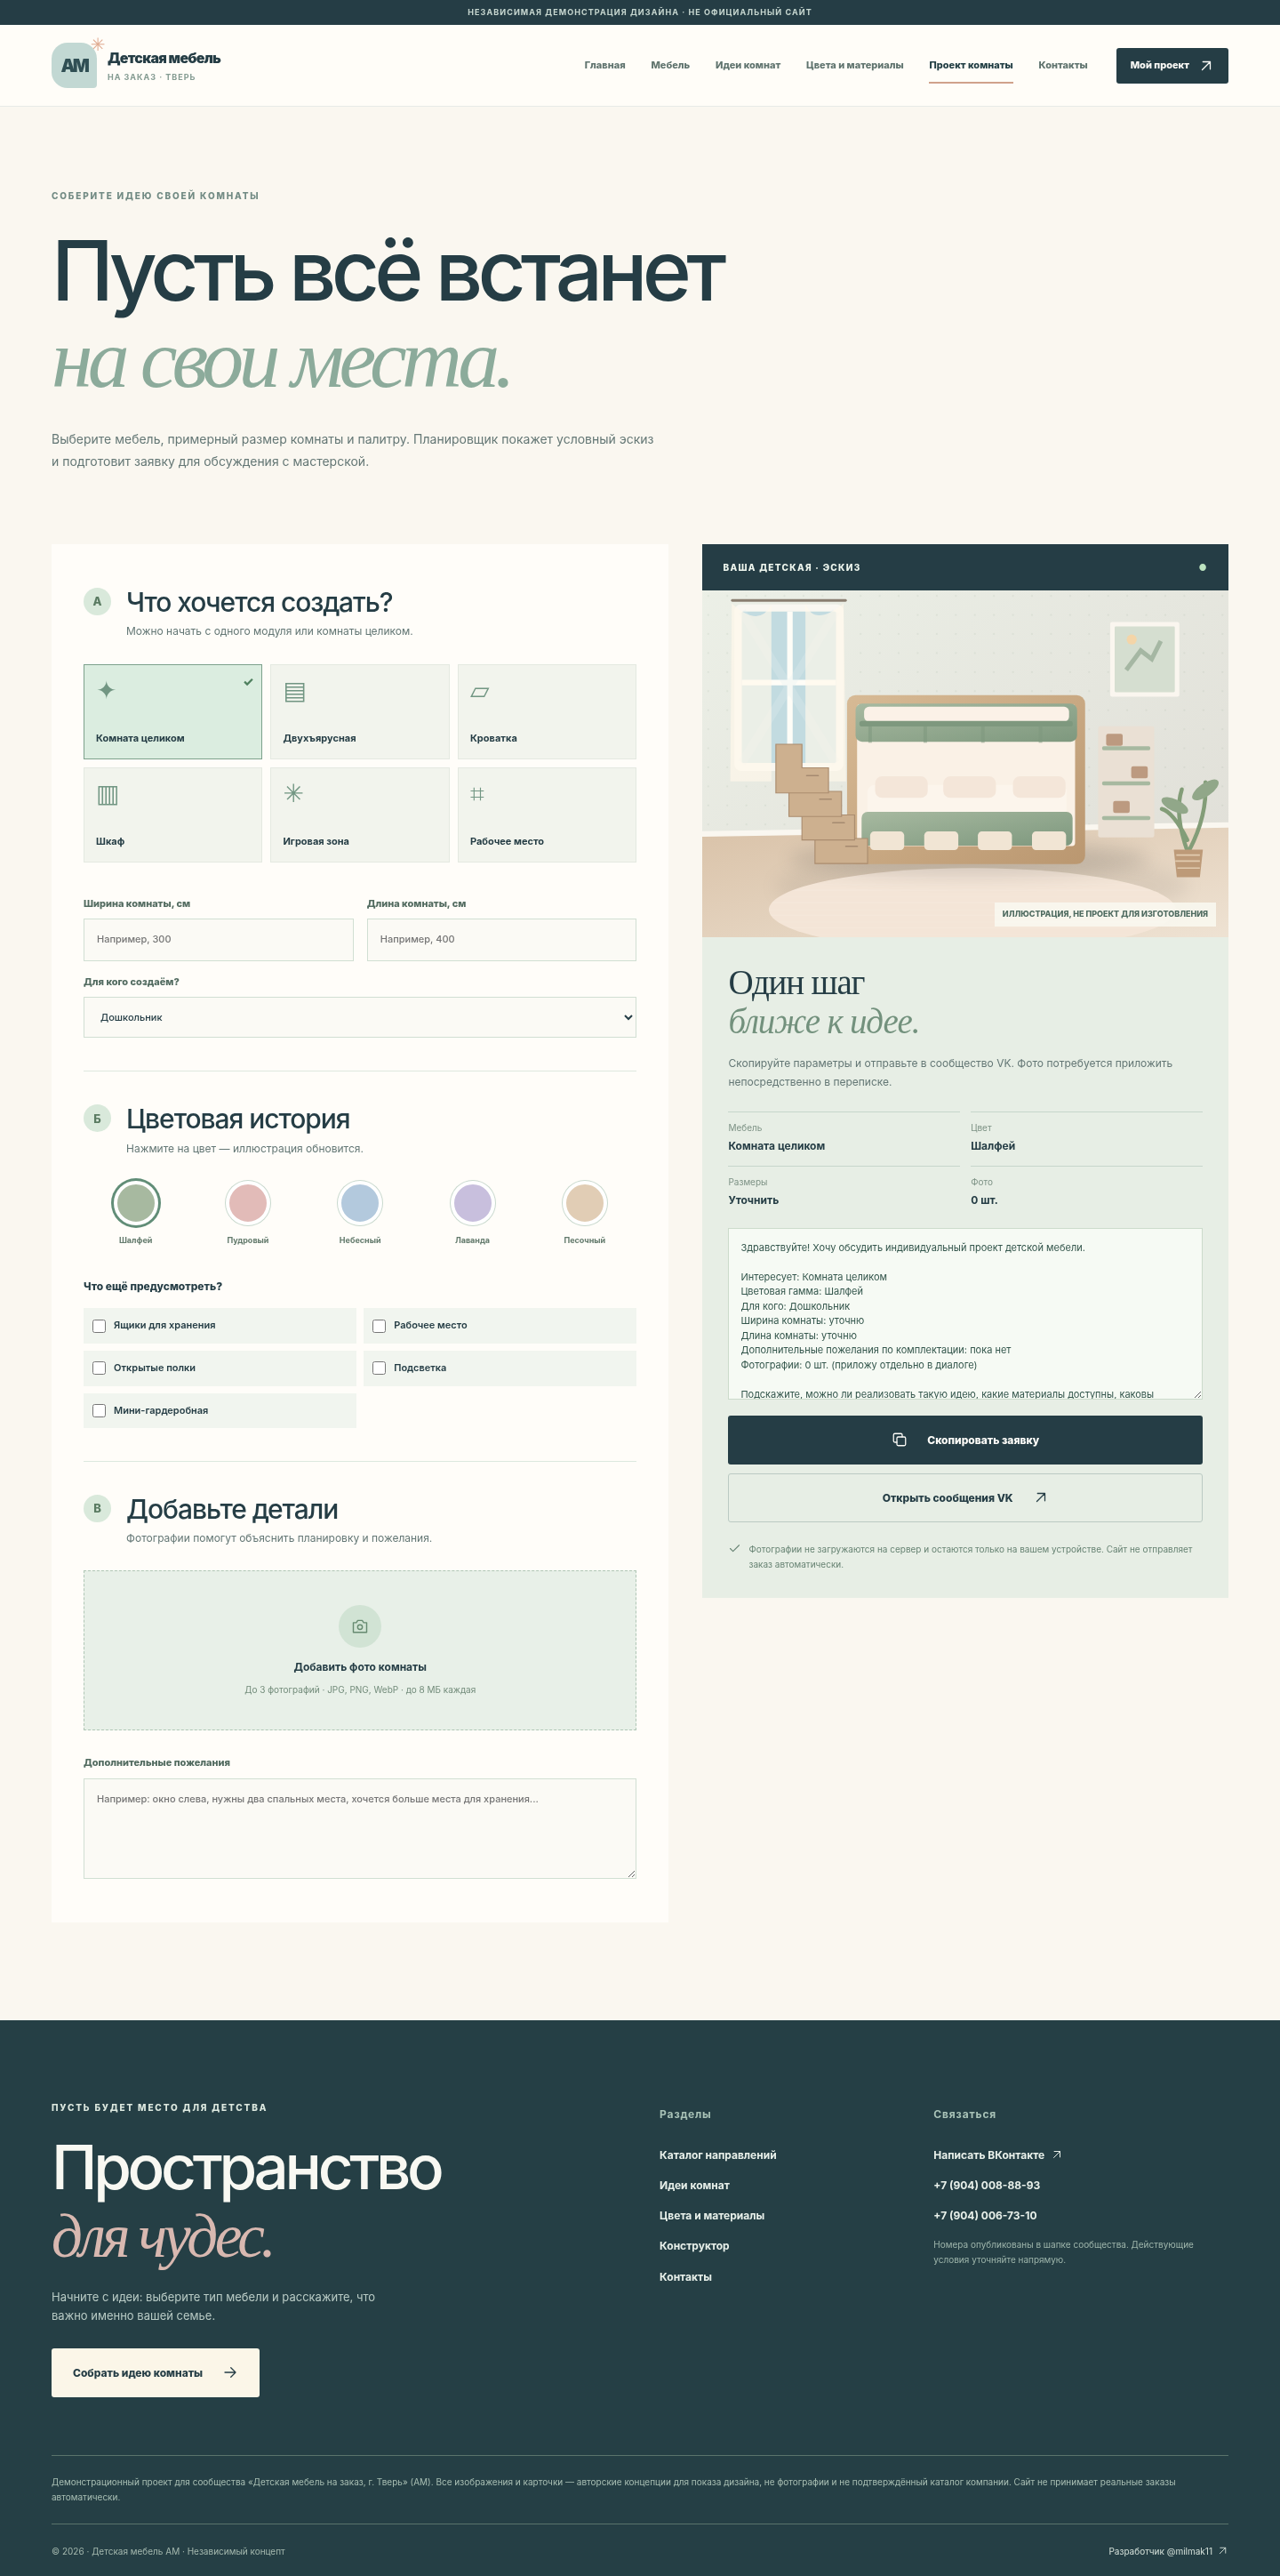 НЕЗАВИСИМАЯ ДЕМОНСТРАЦИЯ ДИЗАЙНА · НЕ ОФИЦИАЛЬНЫЙ САЙТ
АМ
Детская мебель
НА ЗАКАЗ · ТВЕРЬ
Главная
Мебель
Идеи комнат
Цвета и материалы
Проект комнаты
Контакты
Мой проект
СОБЕРИТЕ ИДЕЮ СВОЕЙ КОМНАТЫ
Пусть всё встанет
на свои места.
Выберите мебель, примерный размер комнаты и палитру. Планировщик покажет условный эскиз
и подготовит заявку для обсуждения с мастерской.
А
Что хочется создать?
Можно начать с одного модуля или комнаты целиком.
Комната целиком
Двухъярусная
Кроватка
Шкаф
Игровая зона
Рабочее место
Ширина комнаты, см
Длина комнаты, см
Например, 300
Например, 400
Для кого создаём?
Дошкольник
Б
Цветовая история
Нажмите на цвет — иллюстрация обновится.
Шалфей
Пудровый
Небесный
Лаванда
Песочный
Что ещё предусмотреть?
Ящики для хранения
Рабочее место
Открытые полки
Подсветка
Мини-гардеробная
В
Добавьте детали
Фотографии помогут объяснить планировку и пожелания.
Добавить фото комнаты
До 3 фотографий · JPG, PNG, WebP · до 8 МБ каждая
Дополнительные пожелания
Например: окно слева, нужны два спальных места, хочется больше места для хранения...
ВАША ДЕТСКАЯ · ЭСКИЗ
ИЛЛЮСТРАЦИЯ, НЕ ПРОЕКТ ДЛЯ ИЗГОТОВЛЕНИЯ
Один шаг
ближе к идее.
Скопируйте параметры и отправьте в сообщество VK. Фото потребуется приложить
непосредственно в переписке.
Мебель
Комната целиком
Цвет
Шалфей
Размеры
Уточнить
Фото
0 шт.
Здравствуйте! Хочу обсудить индивидуальный проект детской мебели.
Интересует: Комната целиком
Цветовая гамма: Шалфей
Для кого: Дошкольник
Ширина комнаты: уточню
Длина комнаты: уточню
Дополнительные пожелания по комплектации: пока нет
Фотографии: 0 шт. (приложу отдельно в диалоге)
Подскажите, можно ли реализовать такую идею, какие материалы доступны, каковы
Скопировать заявку
Открыть сообщения VK
Фотографии не загружаются на сервер и остаются только на вашем устройстве. Сайт не отправляет
заказ автоматически.
ПУСТЬ БУДЕТ МЕСТО ДЛЯ ДЕТСТВА
Пространство
для чудес.
Начните с идеи: выберите тип мебели и расскажите, что
важно именно вашей семье.
Собрать идею комнаты
Разделы
Каталог направлений
Идеи комнат
Цвета и материалы
Конструктор
Контакты
Связаться
Написать ВКонтакте
+7 (904) 008-88-93
+7 (904) 006-73-10
Номера опубликованы в шапке сообщества. Действующие
условия уточняйте напрямую.
Демонстрационный проект для сообщества «Детская мебель на заказ, г. Тверь» (АМ). Все изображения и карточки — авторские концепции для показа дизайна, не фотографии и не подтверждённый каталог компании. Сайт не принимает реальные заказы
автоматически.
© 2026 · Детская мебель АМ · Независимый концепт
Разработчик @milmak11